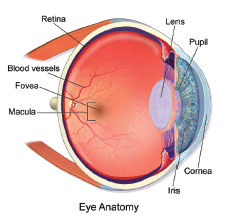 Retina
Lens
Pupil
Blood vessels
Fovea
Macula
Cornea
Iris
Eye Anatomy